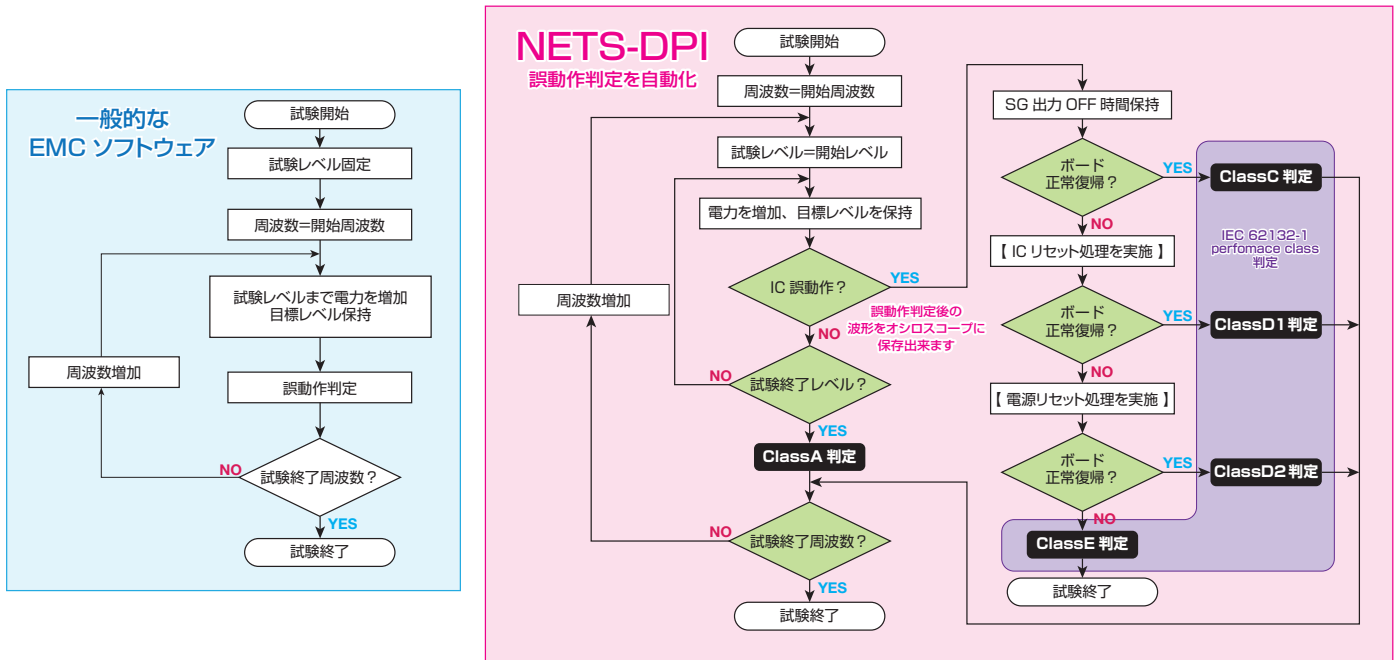 一般的な
EMC ソフトウェア
試験開始
試験レベル固定
周波数=開始周波数
試験レベルまで電力を増加
目標レベル保持
周波数増加
誤動作判定
試験終了周波数？
NO
YES
試験終了
NETS-DPI
誤動作判定を自動化
試験開始
周波数=開始周波数
試験レベル=開始レベル
電力を増加、目標レベルを保持
IC 誤動作？
YES
誤動作判定後の
波形をオシロスコープに
保存出来ます
NO
周波数増加
試験終了レベル？
NO
YES
ClassA 判定
試験終了周波数？
NO
YES
試験終了
SG 出力 OFF 時間保持
ボード
正常復帰？
YES
ClassC 判定
NO
IEC 62132-1
perfomace class
判定
【 IC リセット処理を実施 】
ボード
正常復帰？
YES
ClassD1 判定
NO
【 電源リセット処理を実施 】
ボード
正常復帰？
YES
ClassD2 判定
NO
ClassE 判定
試験終了